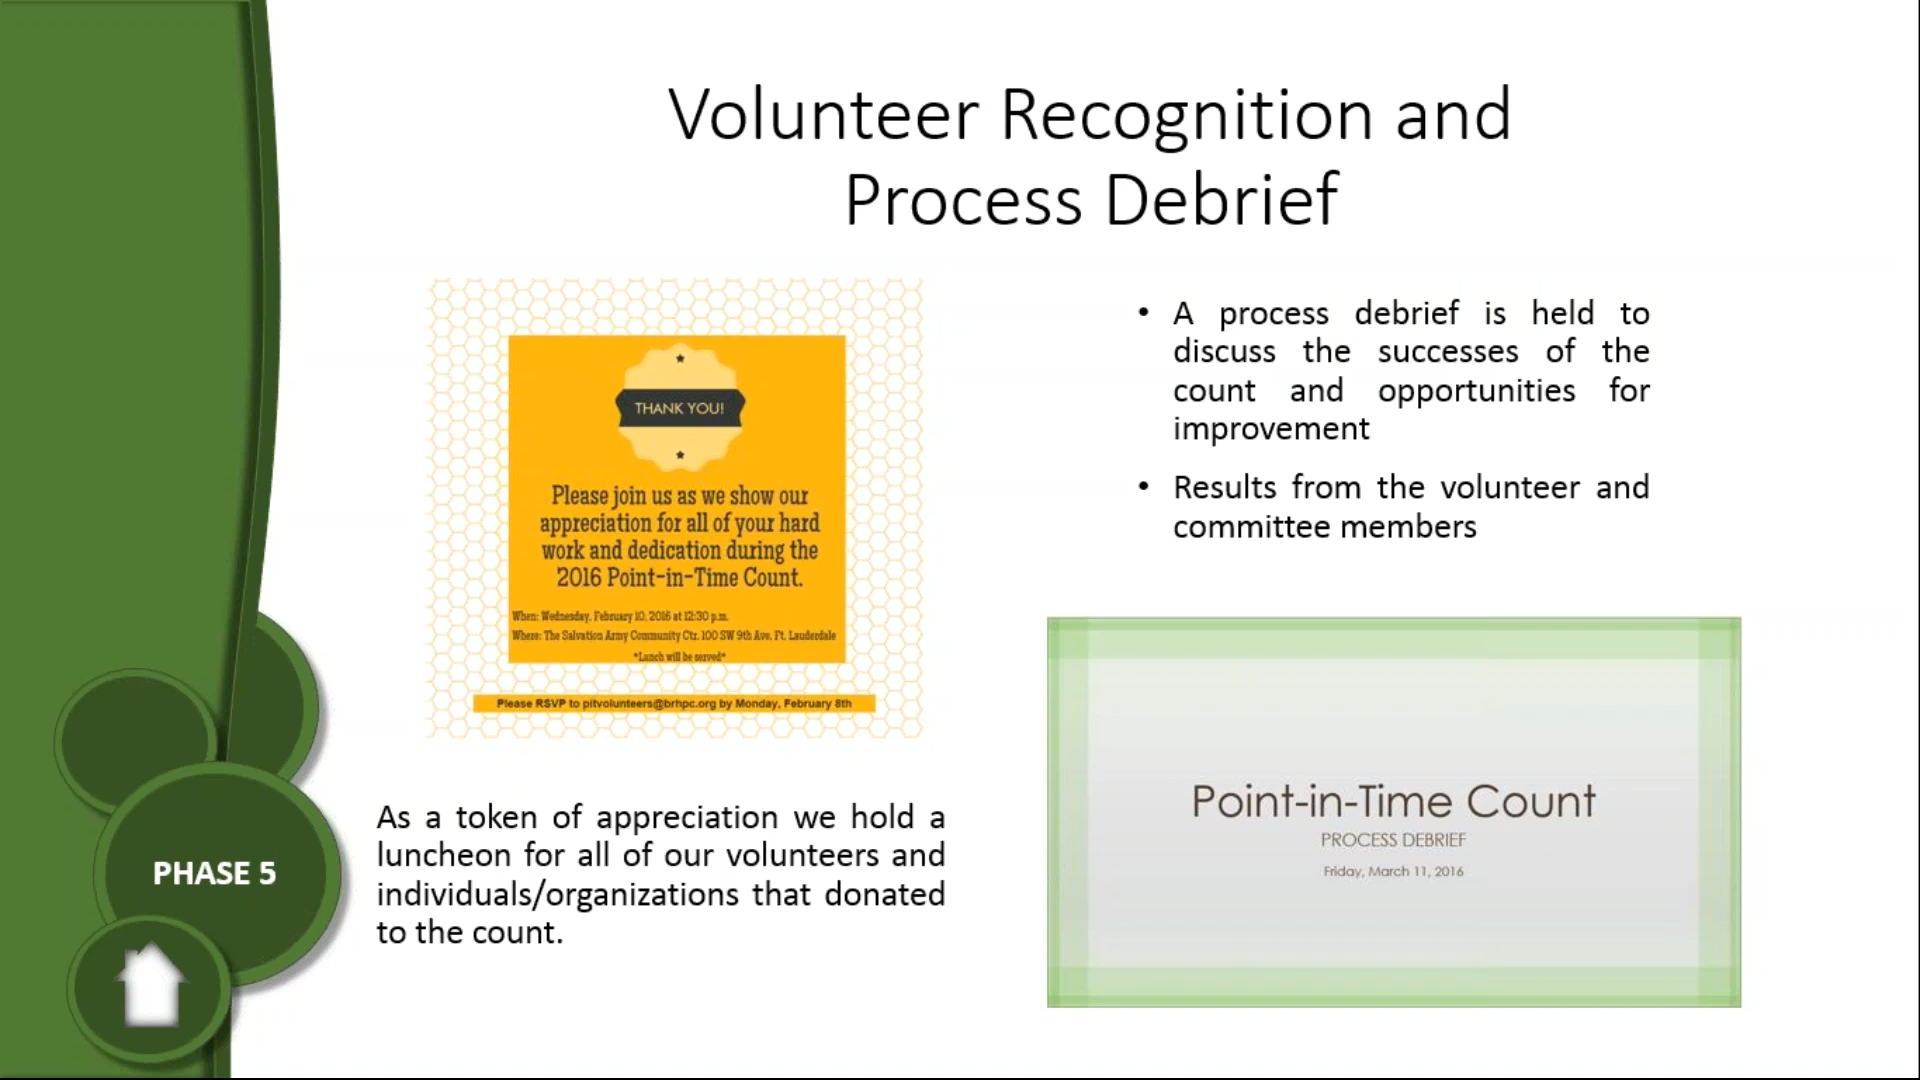 Volunteer Recognition and
Process Debrief
THANK YOU!
Please join us as we show our
appreciation for all of your hard
work and dedication during the
2016 Point-in-Time Count.
When: Wednesday, February 10, 2016 at 12:30 p.m.
Where: The Salvation Army Community Ctr. 100 SW 9th Ave. Ft. Lauderdale
*Lunch will be served*
Please RSVP to pitvolunteers@brhpc.org by Monday, February 8th
As a token of appreciation we hold a
luncheon for all of our volunteers and
individuals/organizations that donated
to the count.
• A process debrief is held to
discuss the successes of the
count and opportunities for
improvement
• Results from the volunteer and
committee members
Point-in-Time Count
PROCESS DEBRIEF
Friday, March 11, 2016
PHASE 5